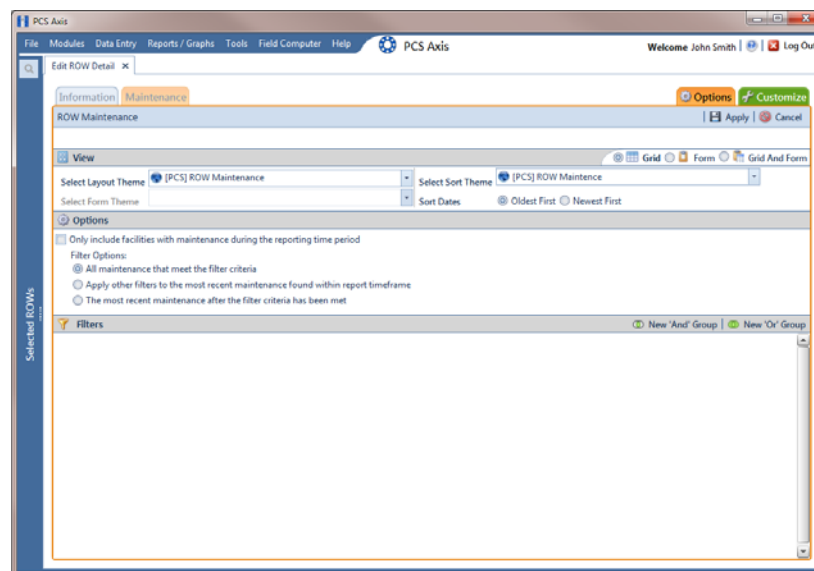 PCS Axis
File Modules Data Entry Reports / Graphs Tools Field Computer Help PCS Axis Welcome John Smith | | Log Out
Edit ROW Detail
Information Maintenance Options Customize
ROW Maintenance | Apply | Cancel
View Grid Form Grid And Form
Select Layout Theme [PCS] ROW Maintenance Select Sort Theme [PCS] ROW Maintence
Select Form Theme Sort Dates Oldest First Newest First
Options
Only include facilities with maintenance during the reporting time period
Filter Options:
All maintenance that meet the filter criteria
Apply other filters to the most recent maintenance found within report timeframe
The most recent maintenance after the filter criteria has been met
Filters New 'And' Group | New 'Or' Group
Selected ROWs